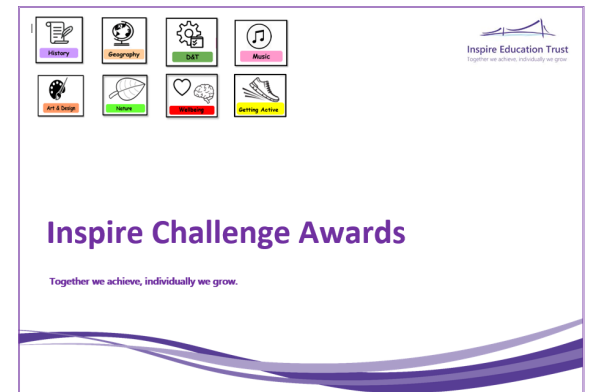 History
Geography
D&T
Music
Art & Design
Nature
Wellbeing
Getting Active
Inspire Education Trust
Together we achieve, individually we grow
Inspire Challenge Awards
Together we achieve, individually we grow.